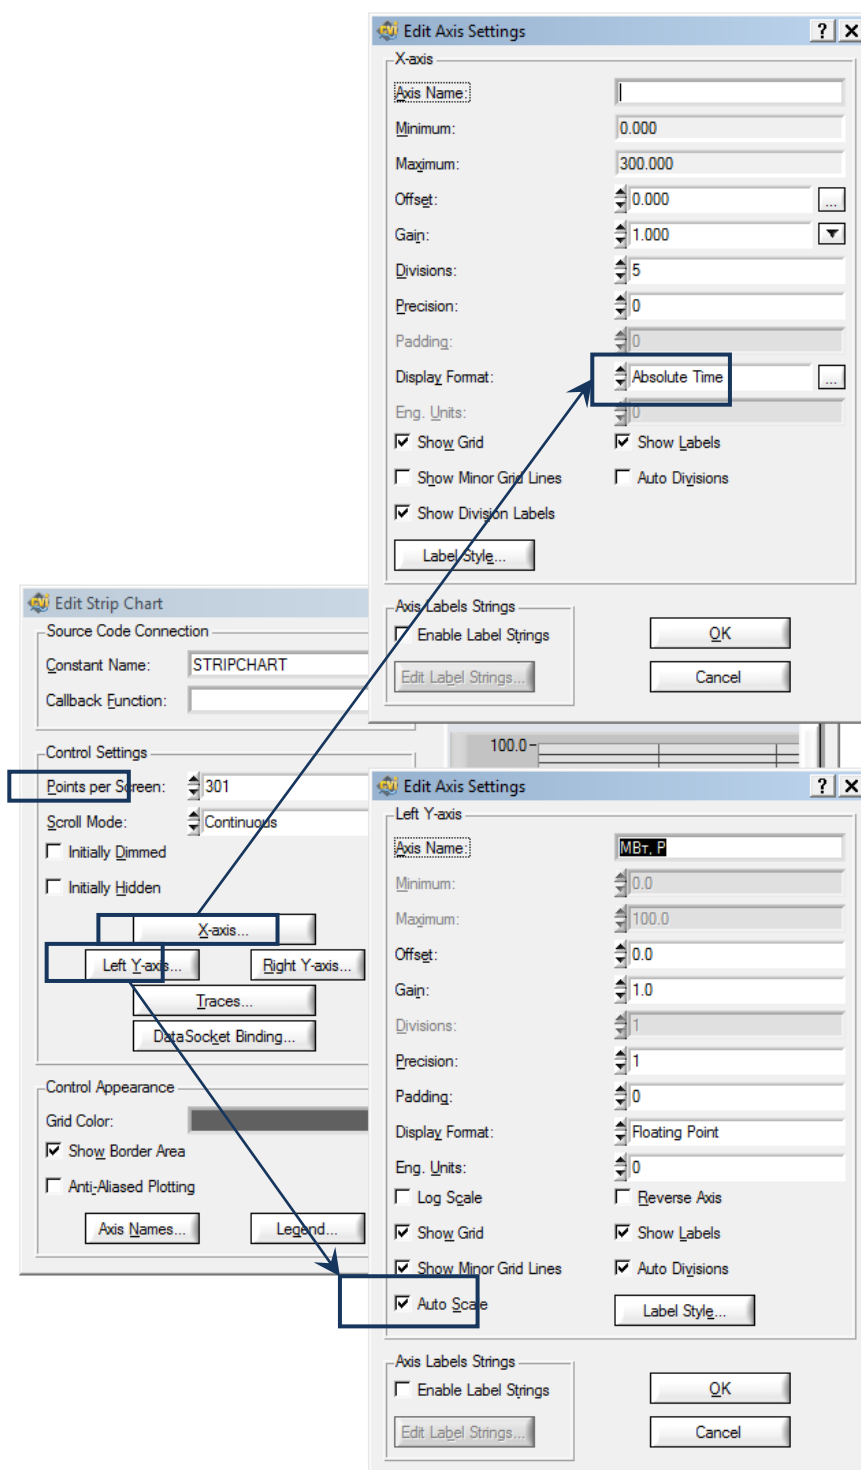 Edit Axis Settings
X-axis
Axis Name:
Minimum: 0.000
Maximum: 300.000
Offset: 0.000 ...
Gain: 1.000
Divisions: 5
Precision: 0
Padding: 0
Display Format: Absolute Time ...
Eng. Units: 0
Show Grid Show Labels
Show Minor Grid Lines Auto Divisions
Show Division Labels
Label Style...
Axis Labels Strings
Enable Label Strings OK
Edit Label Strings... Cancel
Edit Strip Chart
Source Code Connection
Constant Name: STRIPCHART
Callback Function:
Control Settings
Points per Screen: 301
Scroll Mode: Continuous
Initially Dimmed
Initially Hidden
X-axis...
Left Y-axis... Right Y-axis...
Traces...
DataSocket Binding...
Control Appearance
Grid Color:
Show Border Area
Anti-Aliased Plotting
Axis Names... Legend...
100.0
Edit Axis Settings
Left Y-axis
Axis Name: МВт, P
Minimum: 0.0
Maximum: 100.0
Offset: 0.0
Gain: 1.0
Divisions: 1
Precision: 1
Padding: 0
Display Format: Floating Point
Eng. Units: 0
Log Scale Reverse Axis
Show Grid Show Labels
Show Minor Grid Lines Auto Divisions
Auto Scale Label Style...
Axis Labels Strings
Enable Label Strings OK
Edit Label Strings... Cancel